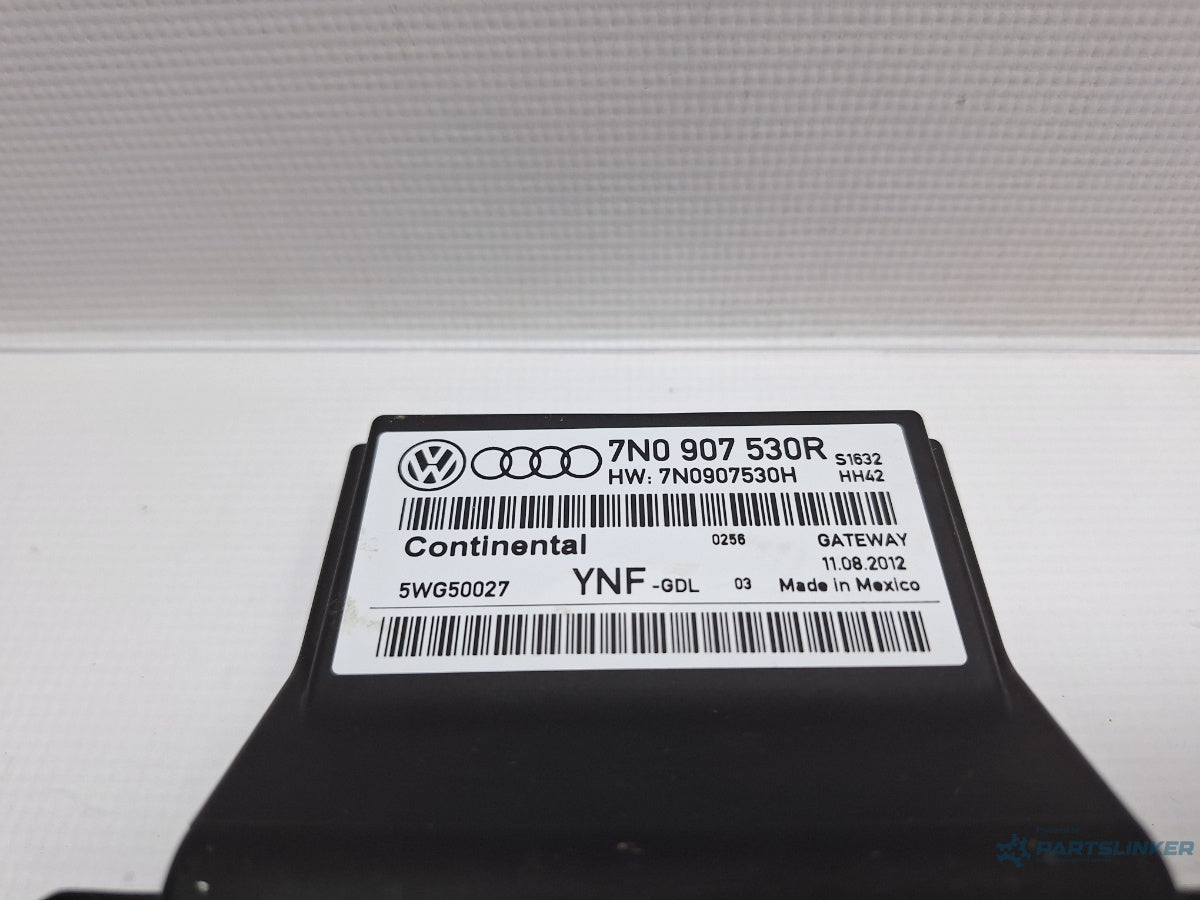 7N0 907 530R S1632
HW: 7N0907530H HH42
Continental 0256 GATEWAY
11.08.2012
5WG50027 YNF -GDL 03 Made in Mexico
PARTSLINKER